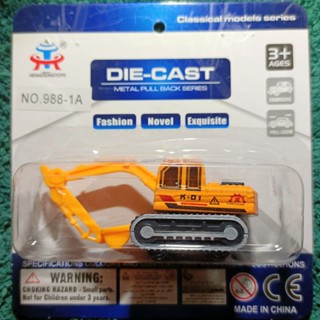 Classical models series
HENGHENGTOYS
3+
AGES
DIE-CAST
METAL PULL BACK SERIES
NO.988-1A
Fashion
Novel
Exquisite
K-01
WARNING:
CHOKING HAZARD - Small parts.
Not for Children under 3 years.
MADE IN CHINA